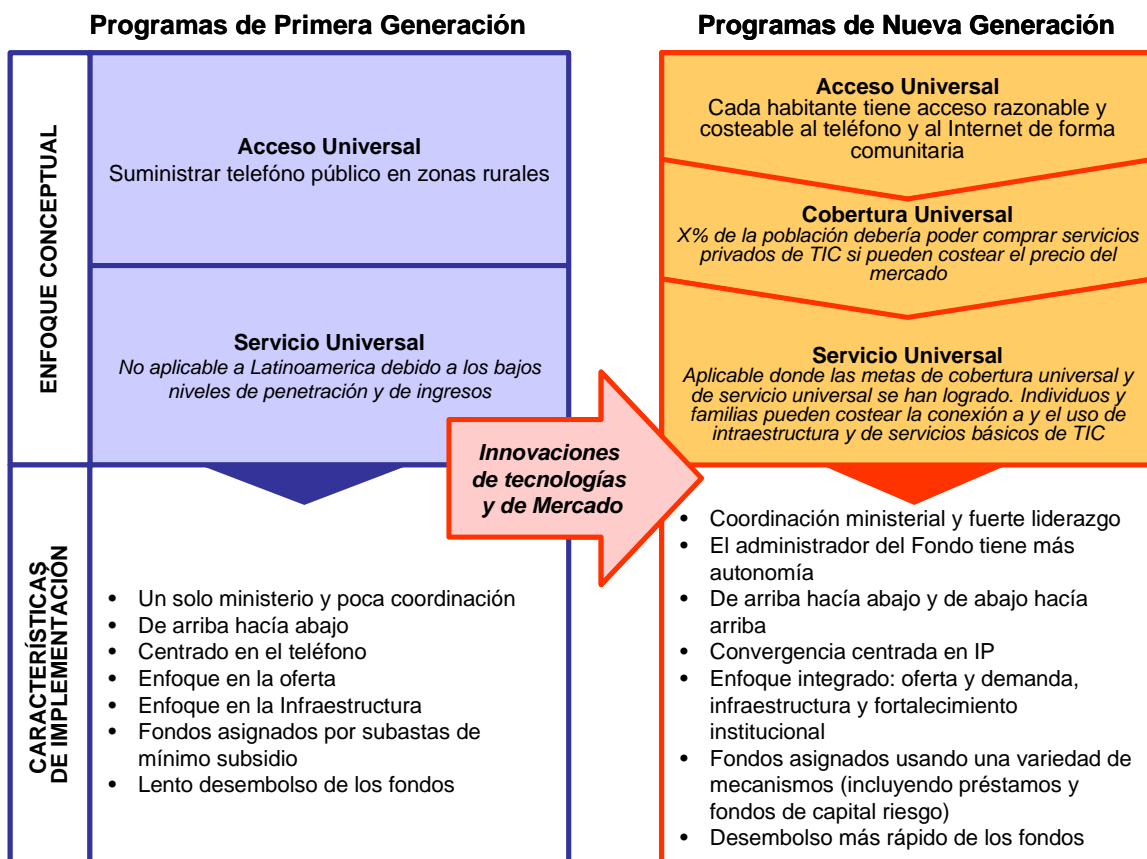 Programas de Primera Generación
ENFOQUE CONCEPTUAL
Acceso Universal
Suministrar telefóno público en zonas rurales
Servicio Universal
No aplicable a Latinoamerica debido a los bajos
niveles de penetración y de ingresos
CARACTERÍSTICAS
DE IMPLEMENTACIÓN
• Un solo ministerio y poca coordinación
• De arriba hacía abajo
• Centrado en el teléfono
• Enfoque en la oferta
• Enfoque en la Infraestructura
• Fondos asignados por subastas de
mínimo subsidio
• Lento desembolso de los fondos
Innovaciones
de tecnologías
y de Mercado
Programas de Nueva Generación
Acceso Universal
Cada habitante tiene acceso razonable y
costeable al teléfono y al Internet de forma
comunitaria
Cobertura Universal
X% de la población debería poder comprar servicios
privados de TIC si pueden costear el precio del
mercado
Servicio Universal
Aplicable donde las metas de cobertura universal y
de servicio universal se han logrado. Individuos y
familias pueden costear la conexión a y el uso de
intraestructura y de servicios básicos de TIC
• Coordinación ministerial y fuerte liderazgo
• El administrador del Fondo tiene más
autonomía
• De arriba hacía abajo y de abajo hacía
arriba
• Convergencia centrada en IP
• Enfoque integrado: oferta y demanda,
infraestructura y fortalecimiento
institucional
• Fondos asignados usando una variedad de
mecanismos (incluyendo préstamos y
fondos de capital riesgo)
• Desembolso más rápido de los fondos